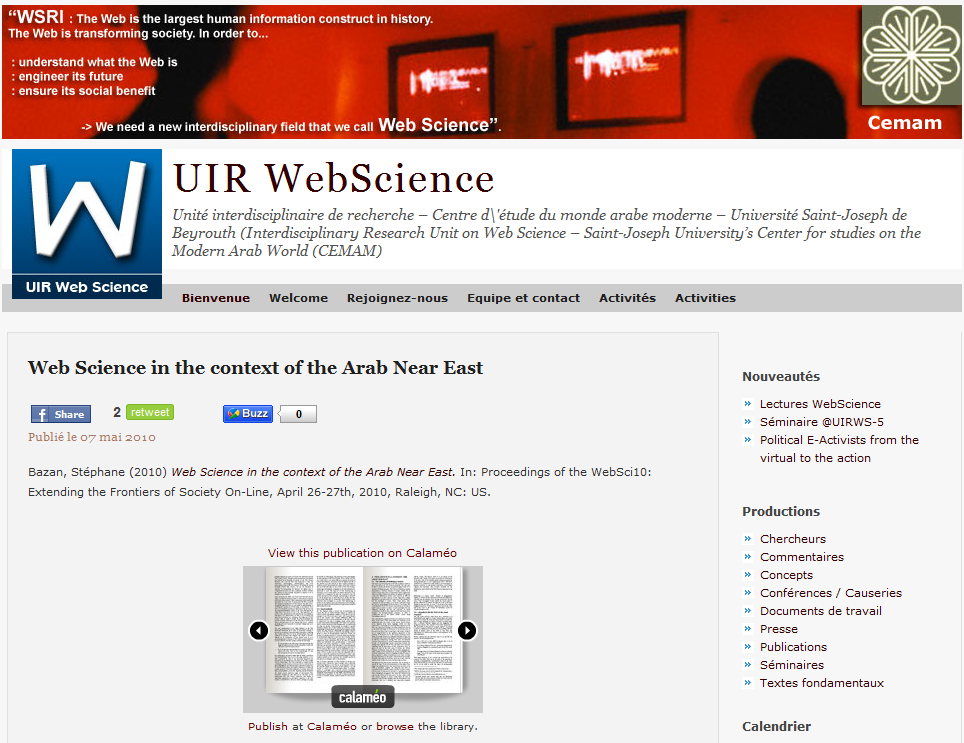 “WSRI : The Web is the largest human information construct in history.
The Web is transforming society. In order to...
: understand what the Web is
: engineer its future
: ensure its social benefit
-> We need a new interdisciplinary field that we call Web Science”.
Cemam
W
UIR Web Science
UIR WebScience
Unité interdisciplinaire de recherche – Centre d\'étude du monde arabe moderne – Université Saint-Joseph de
Beyrouth (Interdisciplinary Research Unit on Web Science – Saint-Joseph University’s Center for studies on the
Modern Arab World (CEMAM)
Bienvenue Welcome Rejoignez-nous Equipe et contact Activités Activities
Web Science in the context of the Arab Near East
f Share 2 retweet Buzz 0
Publié le 07 mai 2010
Bazan, Stéphane (2010) Web Science in the context of the Arab Near East. In: Proceedings of the WebSci10:
Extending the Frontiers of Society On-Line, April 26-27th, 2010, Raleigh, NC: US.
View this publication on Calaméo
calaméo
Publish at Calaméo or browse the library.
Nouveautés
Lectures WebScience
Séminaire @UIRWS-5
Political E-Activists from the
virtual to the action
Productions
Chercheurs
Commentaires
Concepts
Conférences / Causeries
Documents de travail
Presse
Publications
Séminaires
Textes fondamentaux
Calendrier